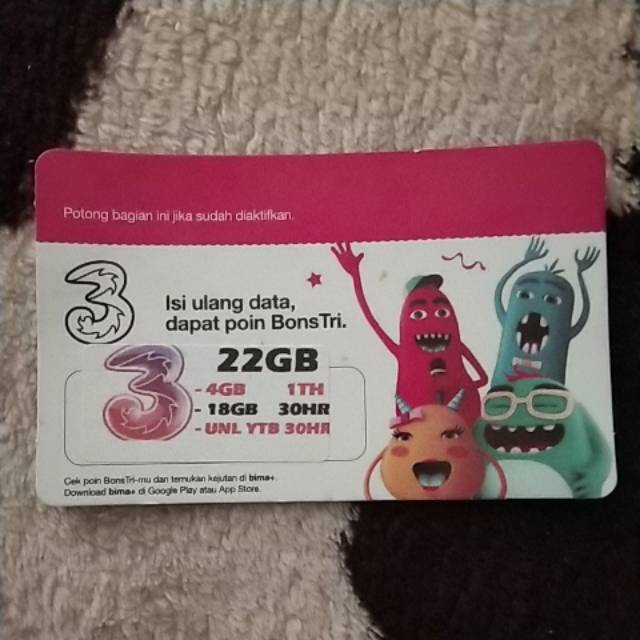 Potong bagian ini jika sudah diaktifkan.
3
Isi ulang data,
dapat poin BonsTri.
3
22GB
- 4GB 1TH
- 18GB 30HR
- UNL YTB 30HR
Cek poin BonsTri-mu dan temukan kejutan di bima+.
Download bima+ di Google Play atau App Store.